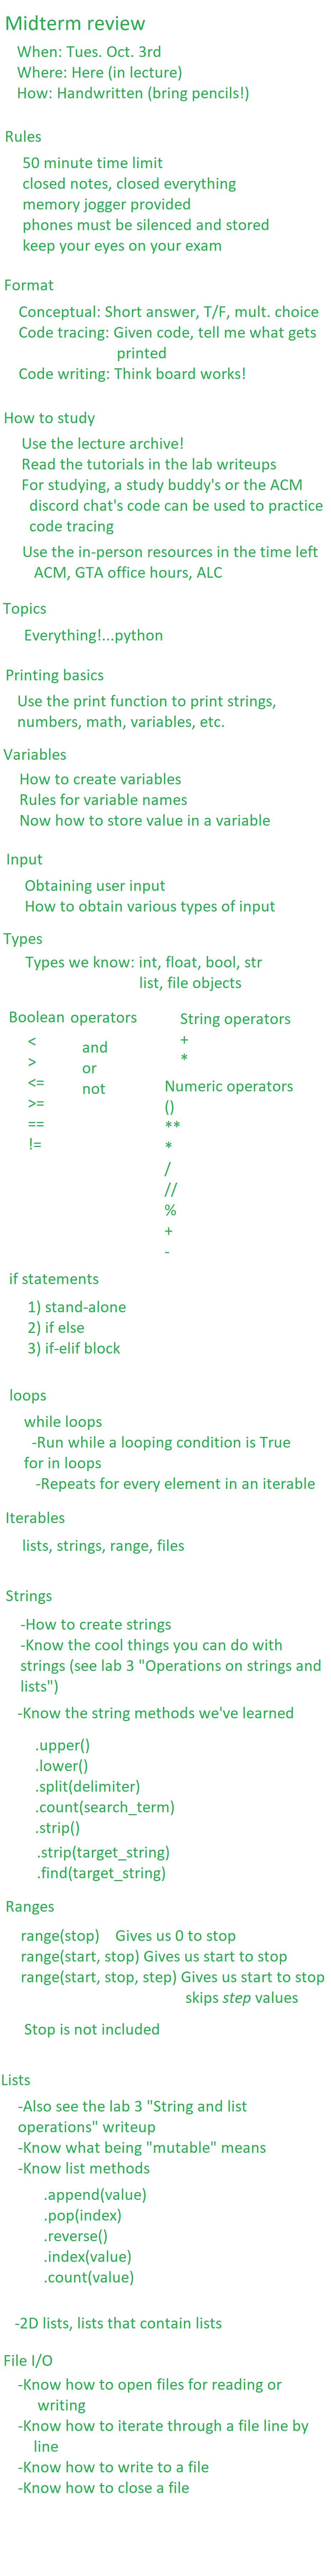 Midterm review
When: Tues. Oct. 3rd
Where: Here (in lecture)
How: Handwritten (bring pencils!)
Rules
50 minute time limit
closed notes, closed everything
memory jogger provided
phones must be silenced and stored
keep your eyes on your exam
Format
Conceptual: Short answer, T/F, mult. choice
Code tracing: Given code, tell me what gets
printed
Code writing: Think board works!
How to study
Use the lecture archive!
Read the tutorials in the lab writeups
For studying, a study buddy's or the ACM
discord chat's code can be used to practice
code tracing
Use the in-person resources in the time left
ACM, GTA office hours, ALC
Topics
Everything!...python
Printing basics
Use the print function to print strings,
numbers, math, variables, etc.
Variables
How to create variables
Rules for variable names
Now how to store value in a variable
Input
Obtaining user input
How to obtain various types of input
Types
Types we know: int, float, bool, str
list, file objects
Boolean operators
<
>
<=
>=
==
!=
and
or
not
String operators
+
*
Numeric operators
()
**
*
/
//
%
+
-
if statements
1) stand-alone
2) if else
3) if-elif block
loops
while loops
-Run while a looping condition is True
for in loops
-Repeats for every element in an iterable
Iterables
lists, strings, range, files
Strings
-How to create strings
-Know the cool things you can do with
strings (see lab 3 "Operations on strings and
lists")
-Know the string methods we've learned
.upper()
.lower()
.split(delimiter)
.count(search_term)
.strip()
.strip(target_string)
.find(target_string)
Ranges
range(stop) Gives us 0 to stop
range(start, stop) Gives us start to stop
range(start, stop, step) Gives us start to stop
skips step values
Stop is not included
Lists
-Also see the lab 3 "String and list
operations" writeup
-Know what being "mutable" means
-Know list methods
.append(value)
.pop(index)
.reverse()
.index(value)
.count(value)
-2D lists, lists that contain lists
File I/O
-Know how to open files for reading or
writing
-Know how to iterate through a file line by
line
-Know how to write to a file
-Know how to close a file